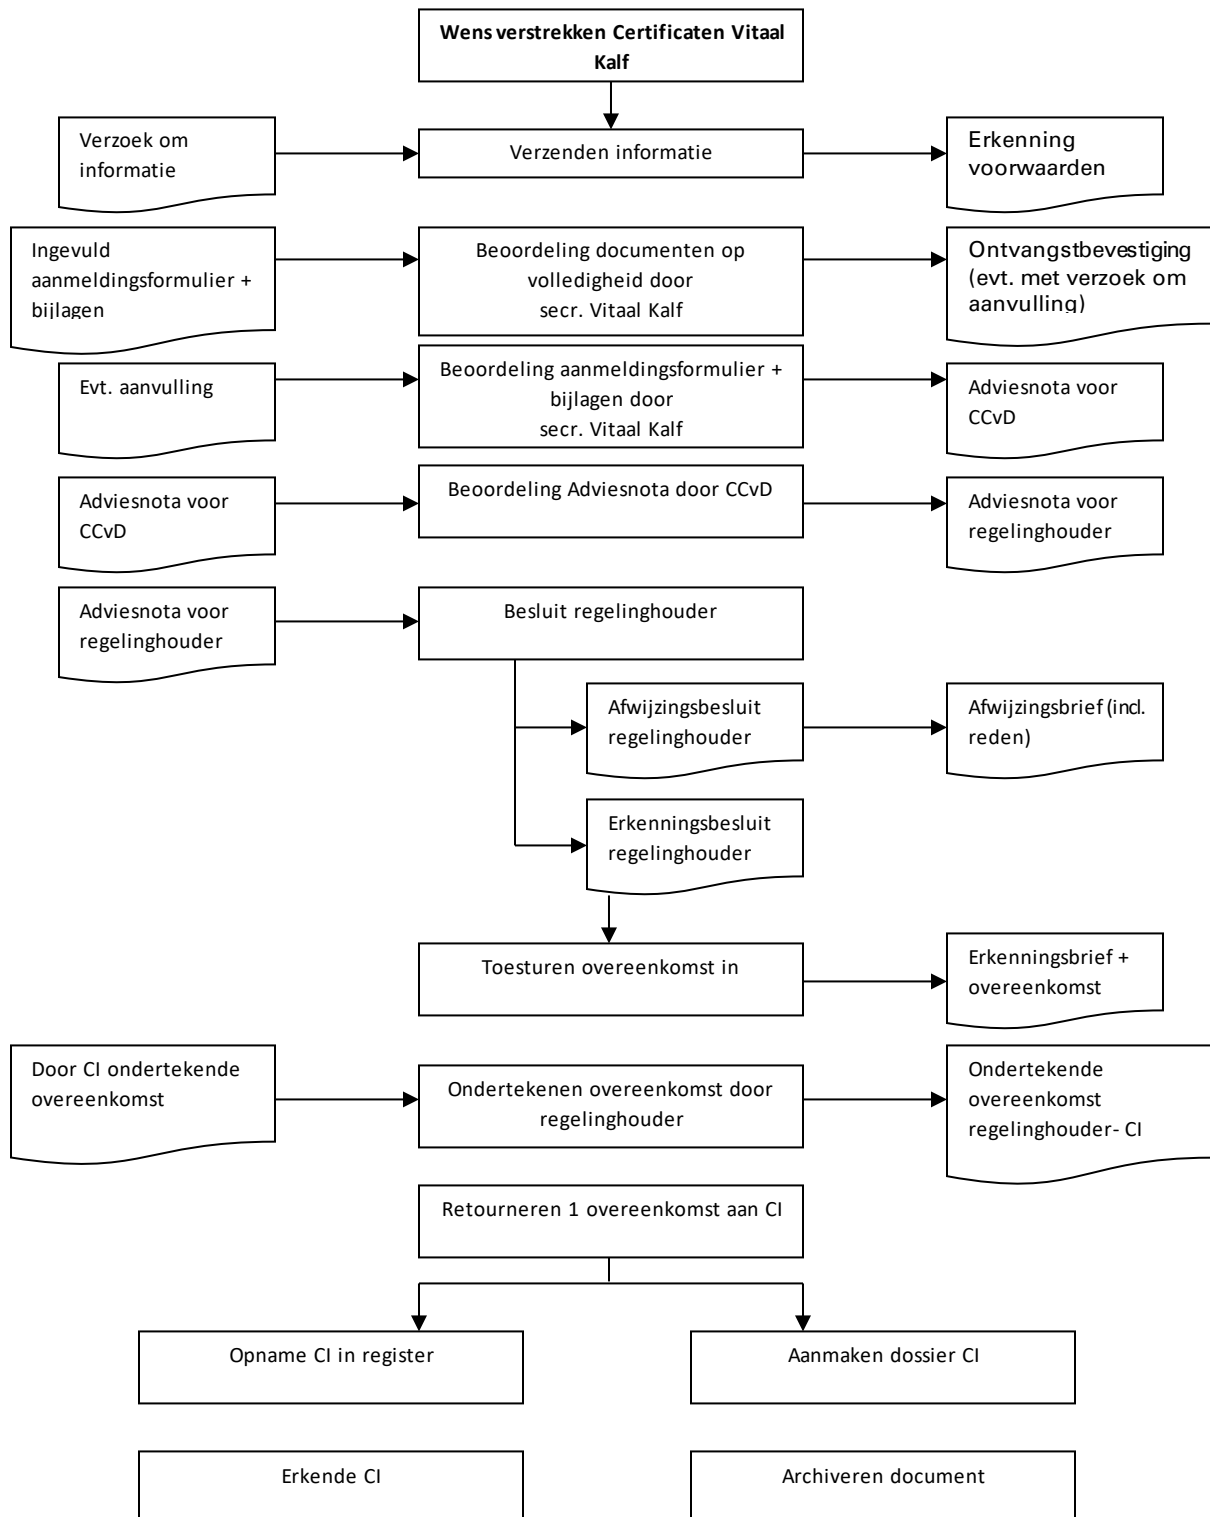 Wens verstrekken Certificaten Vitaal
Kalf
Verzoek om
informatie
Verzenden informatie
Erkenning
voorwaarden
Ingevuld
aanmeldingsformulier +
bijlagen
Beoordeling documenten op
volledigheid door
secr. Vitaal Kalf
Ontvangstbevestiging
(evt. met verzoek om
aanvulling)
Evt. aanvulling
Beoordeling aanmeldingsformulier +
bijlagen door
secr. Vitaal Kalf
Adviesnota voor
CCvD
Adviesnota voor
CCvD
Beoordeling Adviesnota door CCvD
Adviesnota voor
regelinghouder
Adviesnota voor
regelinghouder
Besluit regelinghouder
Afwijzingsbesluit
regelinghouder
Afwijzingsbrief (incl.
reden)
Erkenningsbesluit
regelinghouder
Toesturen overeenkomst in
Erkenningsbrief +
overeenkomst
Door CI ondertekende
overeenkomst
Ondertekenen overeenkomst door
regelinghouder
Ondertekende
overeenkomst
regelinghouder- CI
Retourneren 1 overeenkomst aan CI
Opname CI in register
Aanmaken dossier CI
Erkende CI
Archiveren document